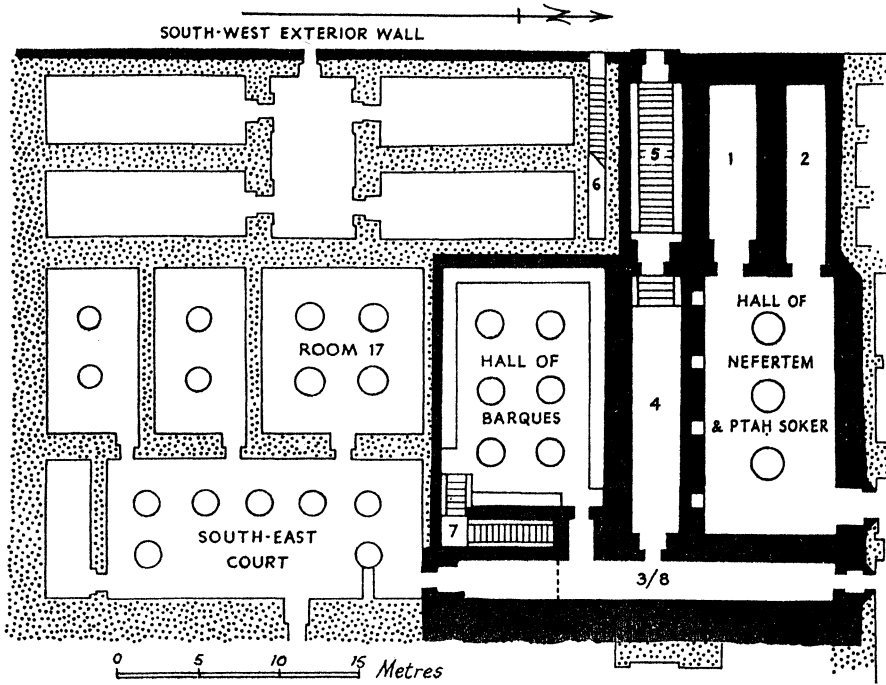 SOUTH-WEST EXTERIOR WALL
1
2
5
6
HALL OF
NEFERTEM
& PTAH SOKER
ROOM 17
HALL OF
BARQUES
4
7
SOUTH-EAST
COURT
3/8
0 5 10 15 Metres